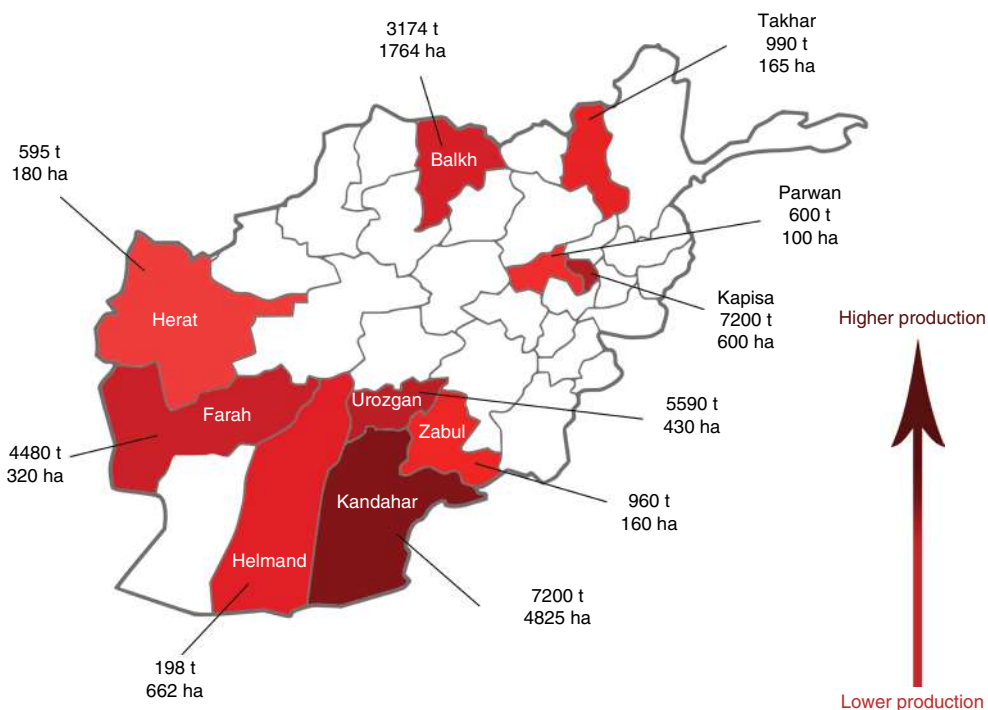 3174 t
1764 ha
Takhar
990 t
165 ha
595 t
180 ha
Balkh
Parwan
600 t
100 ha
Herat
Kapisa
7200 t
600 ha
Higher production
Farah
Urozgan
Zabul
5590 t
430 ha
4480 t
320 ha
Kandahar
960 t
160 ha
Helmand
7200 t
4825 ha
198 t
662 ha
Lower production